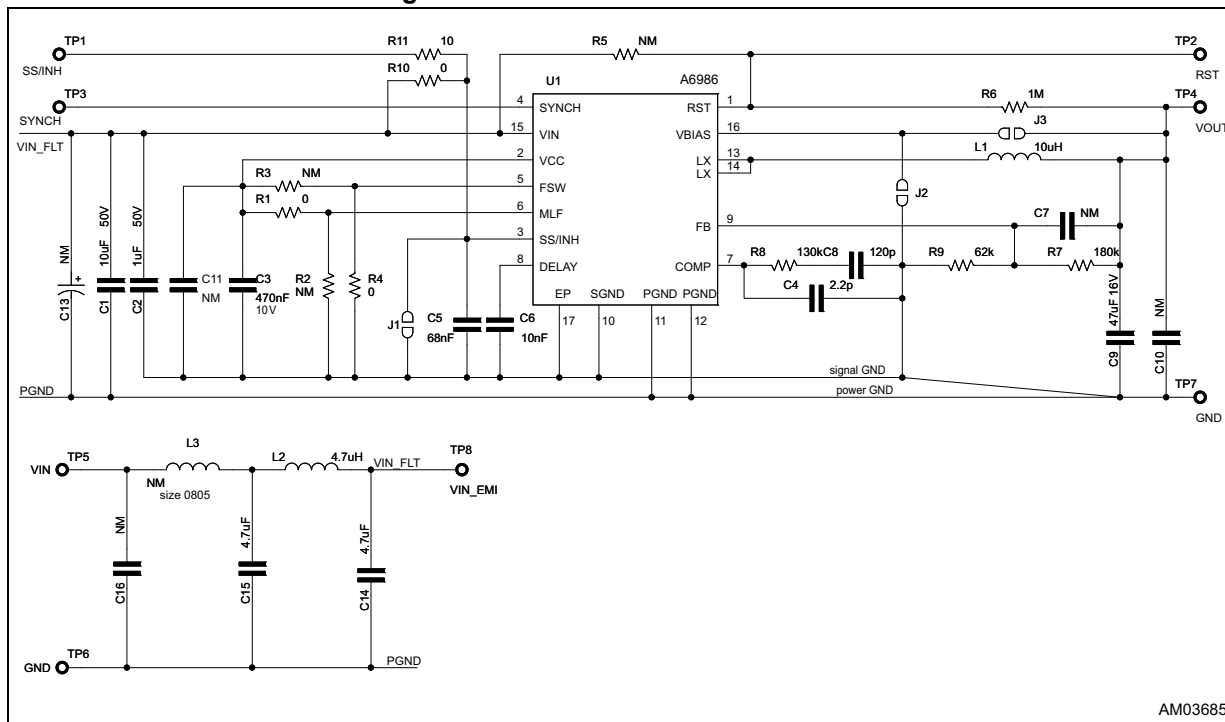 g
TP1
R11 10
R5 NM
TP2
SS/INH
R10 0
RST
U1 A6986
TP3
R6 1M
TP4
SYNCH
4 SYNCH
RST 1
VOUT
VIN_FLT
15 VIN
VBIAS 16
J3
2 VCC
LX 13
LX 14
L1 10uH
R3 NM
5 FSW
J2
R1 0
6 MLF
FB 9
C7 NM
3 SS/INH
8 DELAY
COMP 7
R8 130k
C8 120p
R9 62k
R7 180k
C4 2.2p
NM
+
C13
10uF 50V
C1
1uF 50V
C2
C11
NM
C3
470nF
10V
R2
NM
R4
0
J1
C5
68nF
C6
10nF
EP SGND PGND PGND
17 10 11 12
47uF 16V
C9
NM
C10
signal GND
power GND
PGND
TP7
GND
L3
L2 4.7uH
TP8
VIN TP5
VIN_FLT
VIN_EMI
NM
size 0805
NM
C16
4.7uF
C15
4.7uF
C14
GND TP6
PGND
AM03685